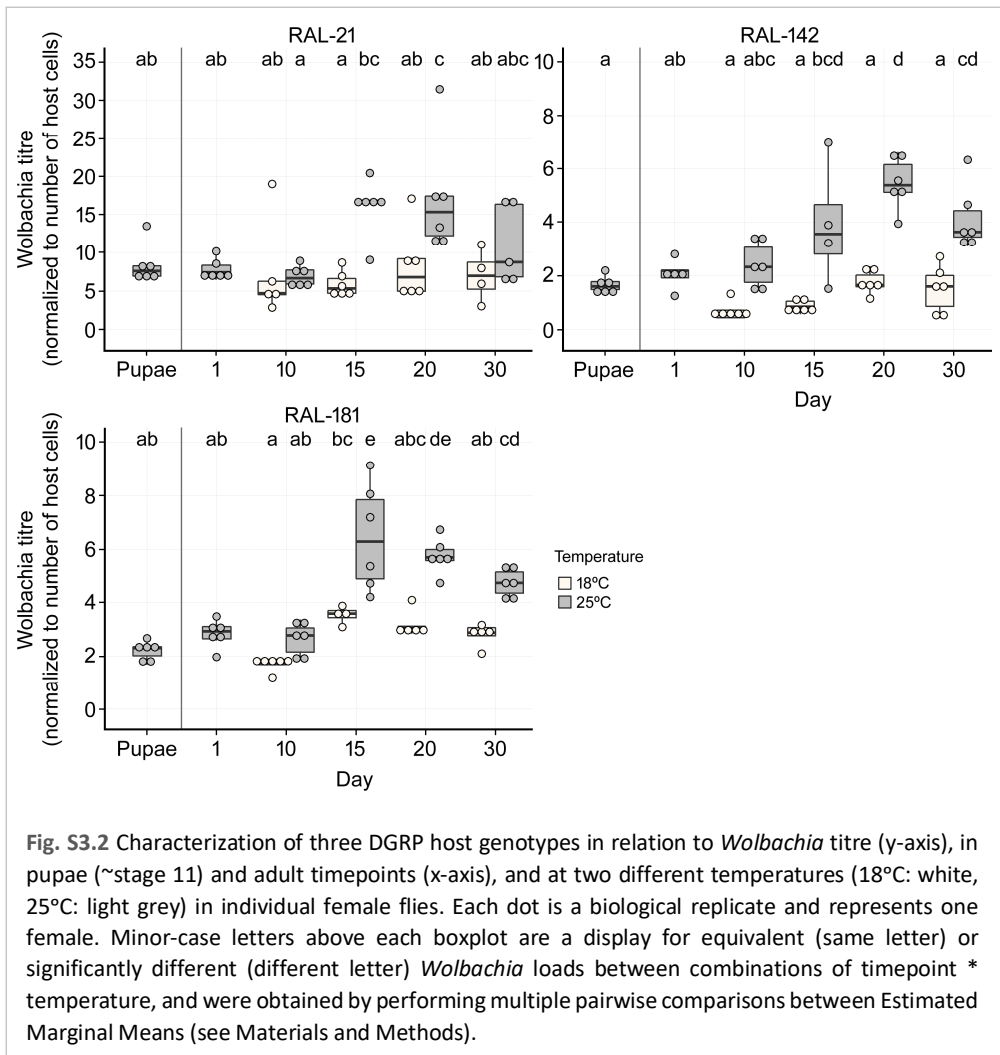 RAL-21
Wolbachia titre
(normalized to number of host cells)
35
30
25
20
15
10
5
0
ab ab ab a a bc ab c ab abc
Pupae 1 10 15 20 30
RAL-142
10
8
6
4
2
0
a ab a abc a bcd a d a cd
Pupae 1 10 15 20 30
Day
RAL-181
Wolbachia titre
(normalized to number of host cells)
10
8
6
4
2
0
ab ab a ab bc e abc de ab cd
Pupae 1 10 15 20 30
Day
Temperature
18ºC
25ºC
Fig. S3.2 Characterization of three DGRP host genotypes in relation to Wolbachia titre (y-axis), in
pupae (~stage 11) and adult timepoints (x-axis), and at two different temperatures (18°C: white,
25°C: light grey) in individual female flies. Each dot is a biological replicate and represents one
female. Minor-case letters above each boxplot are a display for equivalent (same letter) or
significantly different (different letter) Wolbachia loads between combinations of timepoint *
temperature, and were obtained by performing multiple pairwise comparisons between Estimated
Marginal Means (see Materials and Methods).